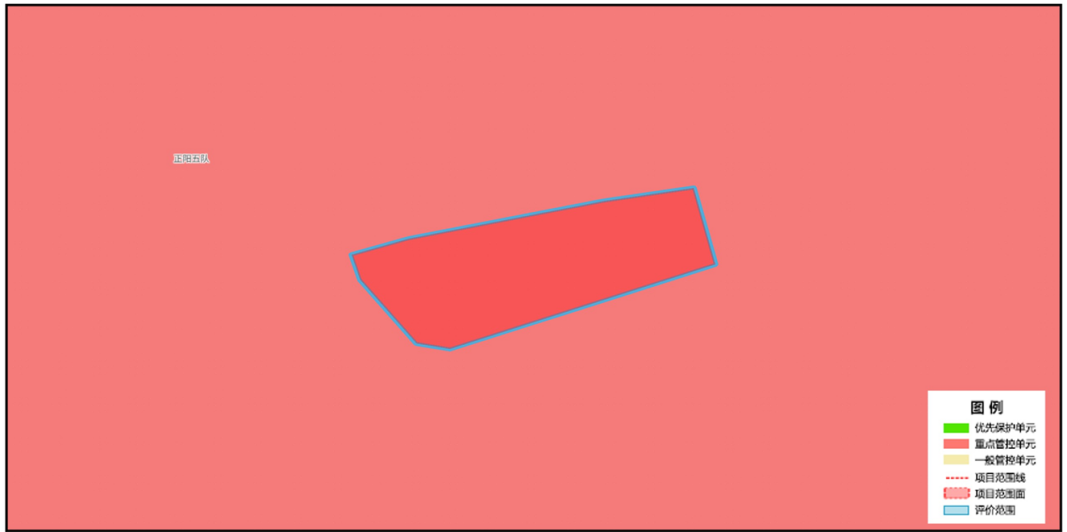 正阳五队
图例
优先保护单元
重点管控单元
一般管控单元
项目范围线
项目范围面
评价范围